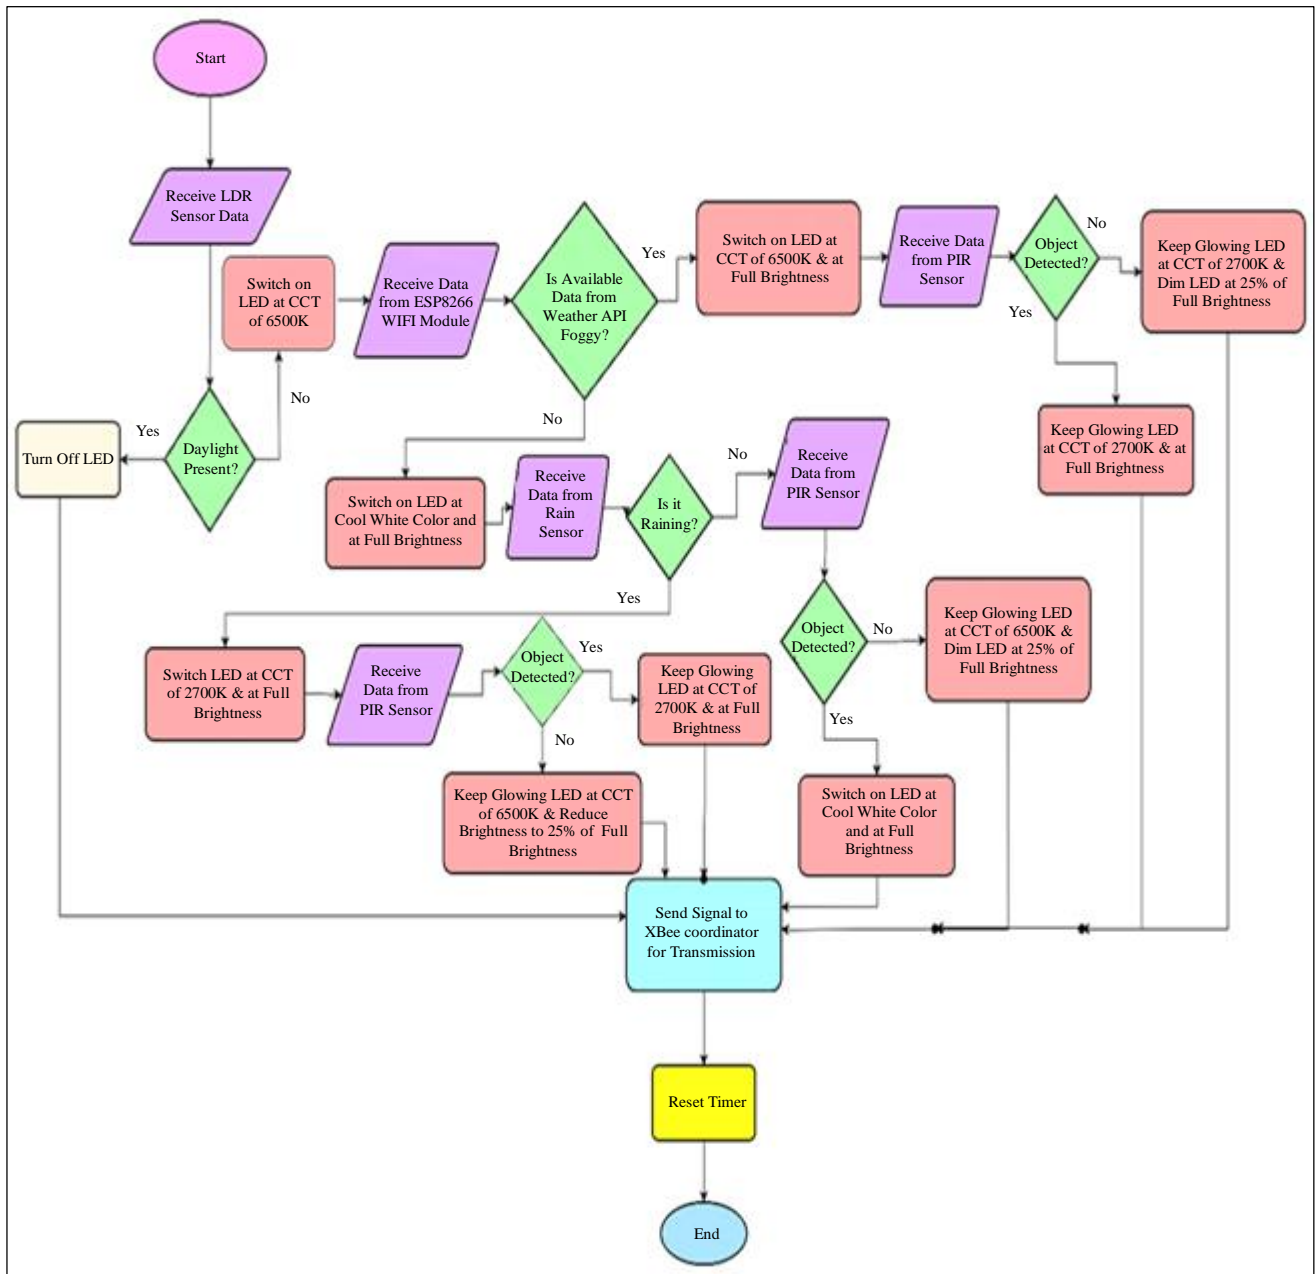 Start
Receive LDR
Sensor Data
Switch on
LED at CCT
of 6500K
No
Yes
Daylight
Present?
Turn Off LED
Receive Data
from ESP8266
WIFI Module
Is Available
Data from
Weather API
Foggy?
Yes
Switch on LED at
CCT of 6500K & at
Full Brightness
Receive Data
from PIR
Sensor
Object
Detected?
No
Keep Glowing LED
at CCT of 2700K &
Dim LED at 25% of
Full Brightness
Yes
Keep Glowing LED
at CCT of 2700K & at
Full Brightness
No
Switch on LED at
Cool White Color and
at Full Brightness
Receive
Data from
Rain
Sensor
Is it
Raining?
No
Receive
Data from
PIR Sensor
Object
Detected?
No
Keep Glowing LED
at CCT of 6500K &
Dim LED at 25% of
Full Brightness
Yes
Switch on LED at
Cool White Color
and at Full
Brightness
Yes
Switch LED at CCT
of 2700K & at Full
Brightness
Receive
Data from
PIR Sensor
Object
Detected?
Yes
Keep Glowing
LED at CCT of
2700K & at Full
Brightness
No
Keep Glowing LED at CCT
of 6500K & Reduce
Brightness to 25% of Full
Brightness
Send Signal to
XBee coordinator
for Transmission
Reset Timer
End